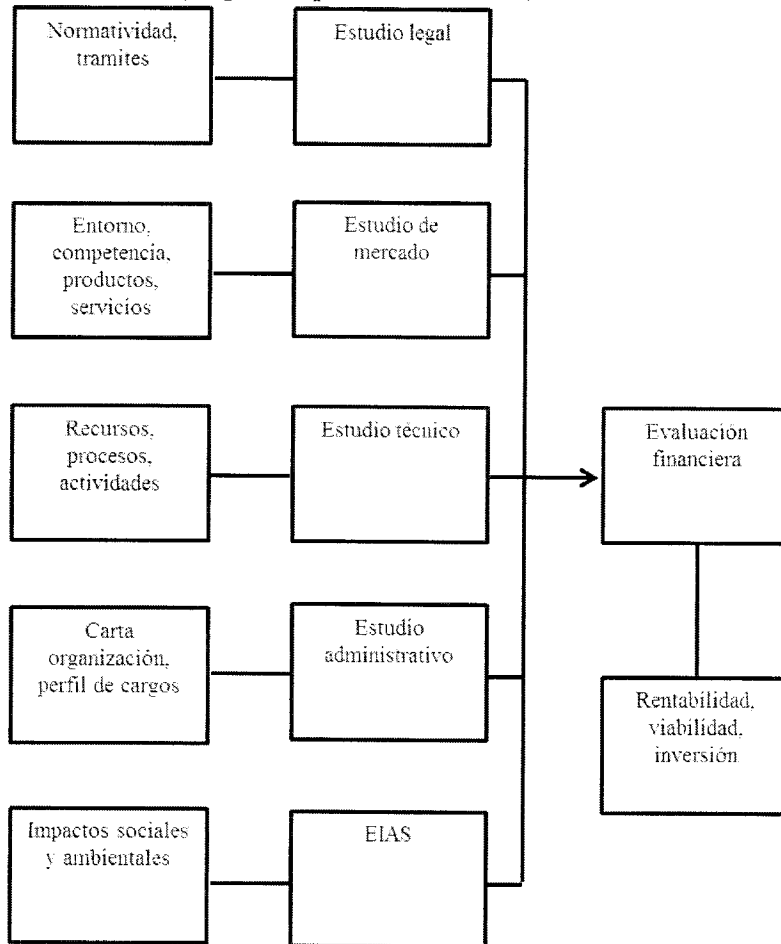 Normatividad,
tramites
Estudio legal
Entorno,
competencia,
productos,
servicios
Estudio de
mercado
Recursos,
procesos,
actividades
Estudio técnico
Evaluación
financiera
Carta
organización,
perfil de cargos
Estudio
administrativo
Rentabilidad,
viabilidad,
inversión
Impactos sociales
y ambientales
EIAS